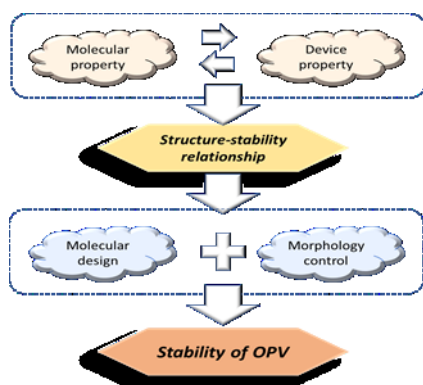 Molecular
property
Device
property
Structure-stability
relationship
Molecular
design
Morphology
control
Stability of OPV